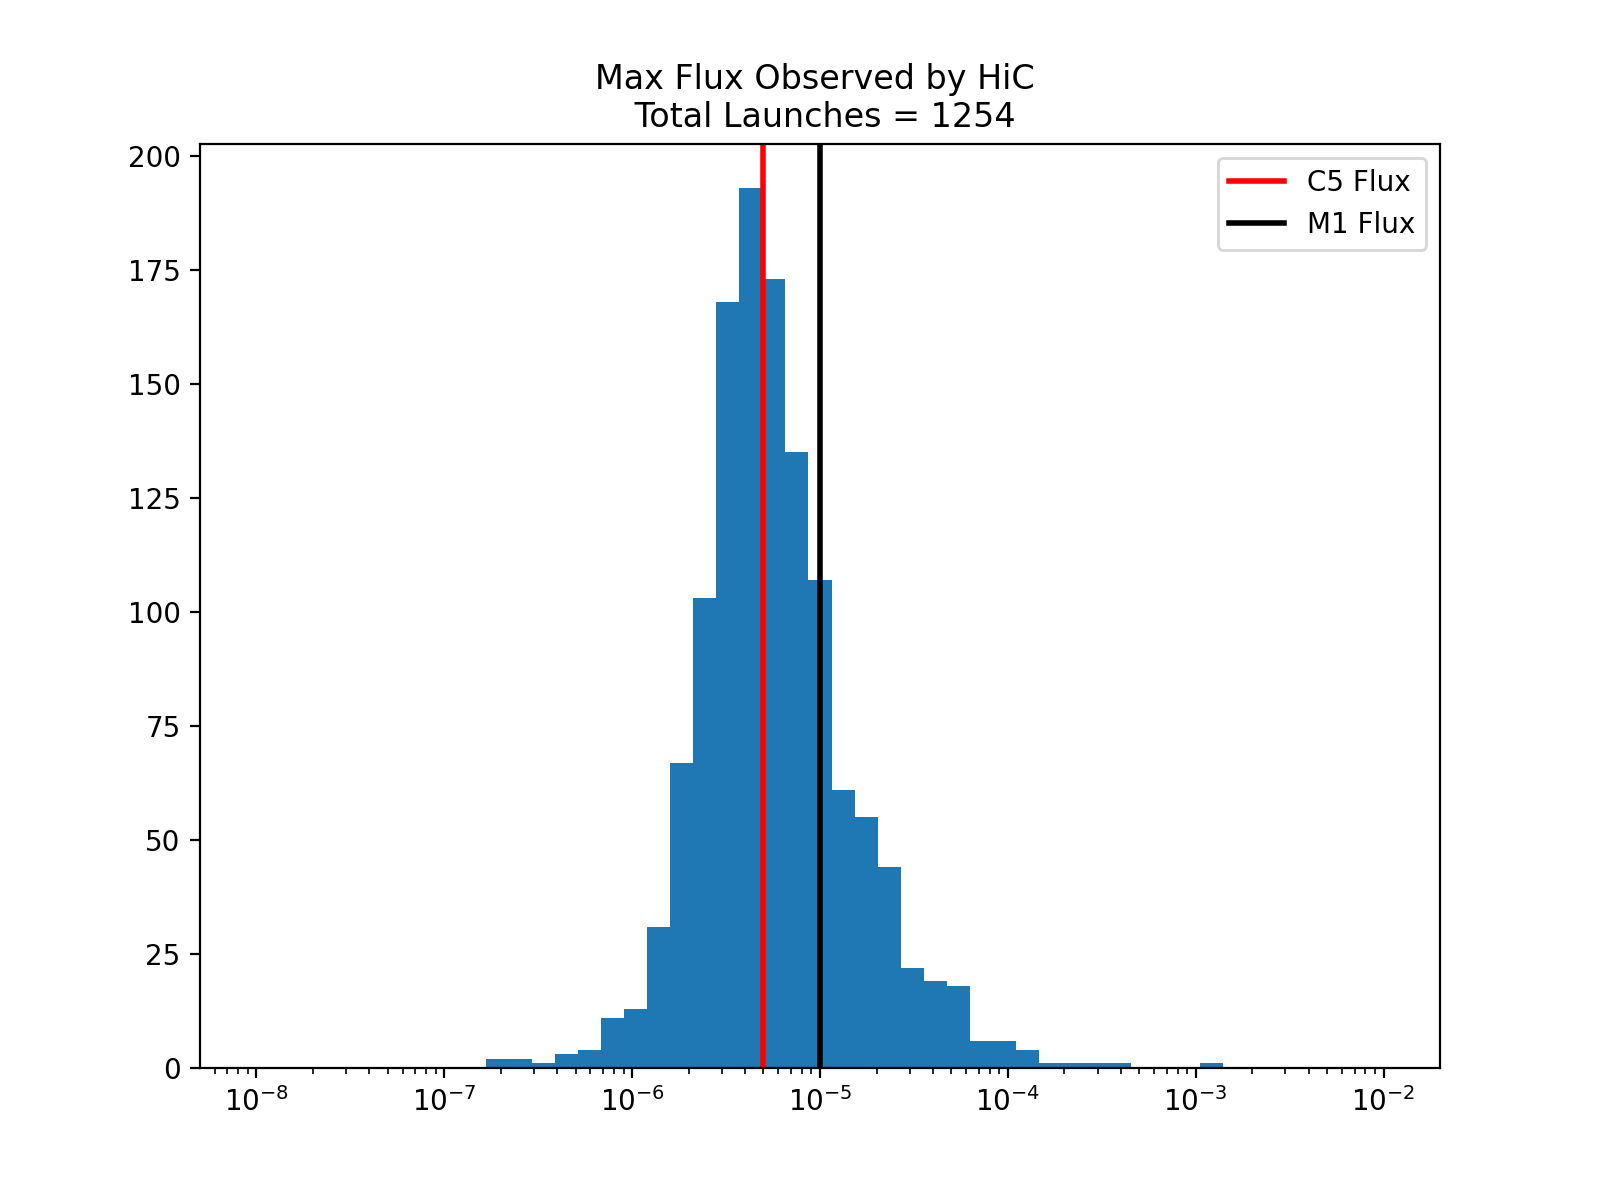 Max Flux Observed by HiC
Total Launches = 1254
C5 Flux
M1 Flux
200
175
150
125
100
75
50
25
0
10⁻⁸ 10⁻⁷ 10⁻⁶ 10⁻⁵ 10⁻⁴ 10⁻³ 10⁻²